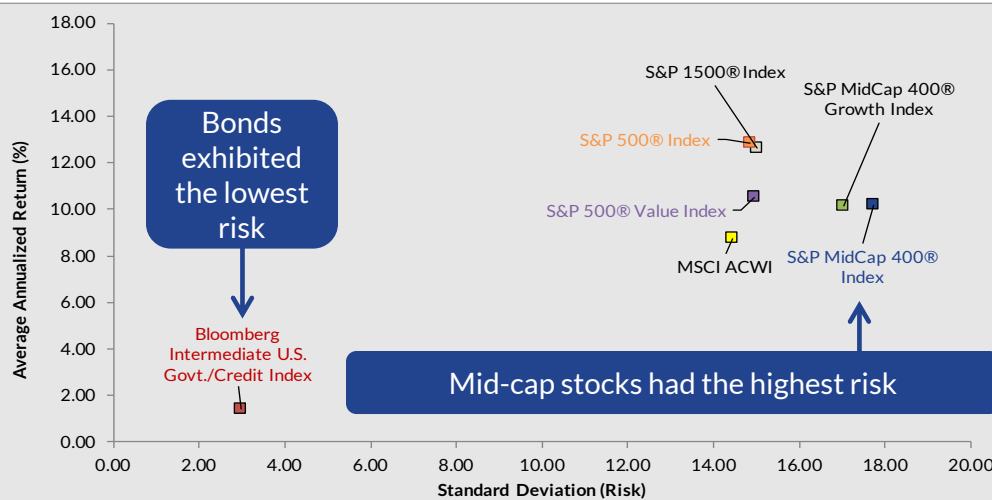 18.00
16.00
14.00
12.00
10.00
8.00
6.00
4.00
2.00
0.00
Average Annualized Return (%)
Bonds
exhibited
the lowest
risk
S&P 1500® Index
S&P MidCap 400®
Growth Index
S&P 500® Index
S&P 500® Value Index
MSCI ACWI
S&P MidCap 400®
Index
Bloomberg
Intermediate U.S.
Govt./Credit Index
Mid-cap stocks had the highest risk
0.00 2.00 4.00 6.00 8.00 10.00 12.00 14.00 16.00 18.00 20.00
Standard Deviation (Risk)